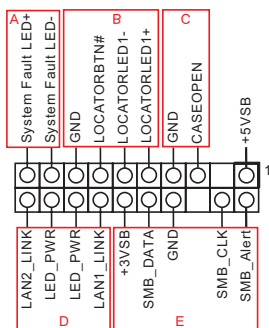 A
B
C
System Fault LED+
System Fault LED-
GND
LOCATORBTN#
LOCATORLED1-
LOCATORLED1+
GND
CASEOPEN
+5VSB
1
LAN2_LINK
LED_PWR
LED_PWR
LAN1_LINK
+3VSB
SMB_DATA
GND
SMB_CLK
SMB_Alert
D
E